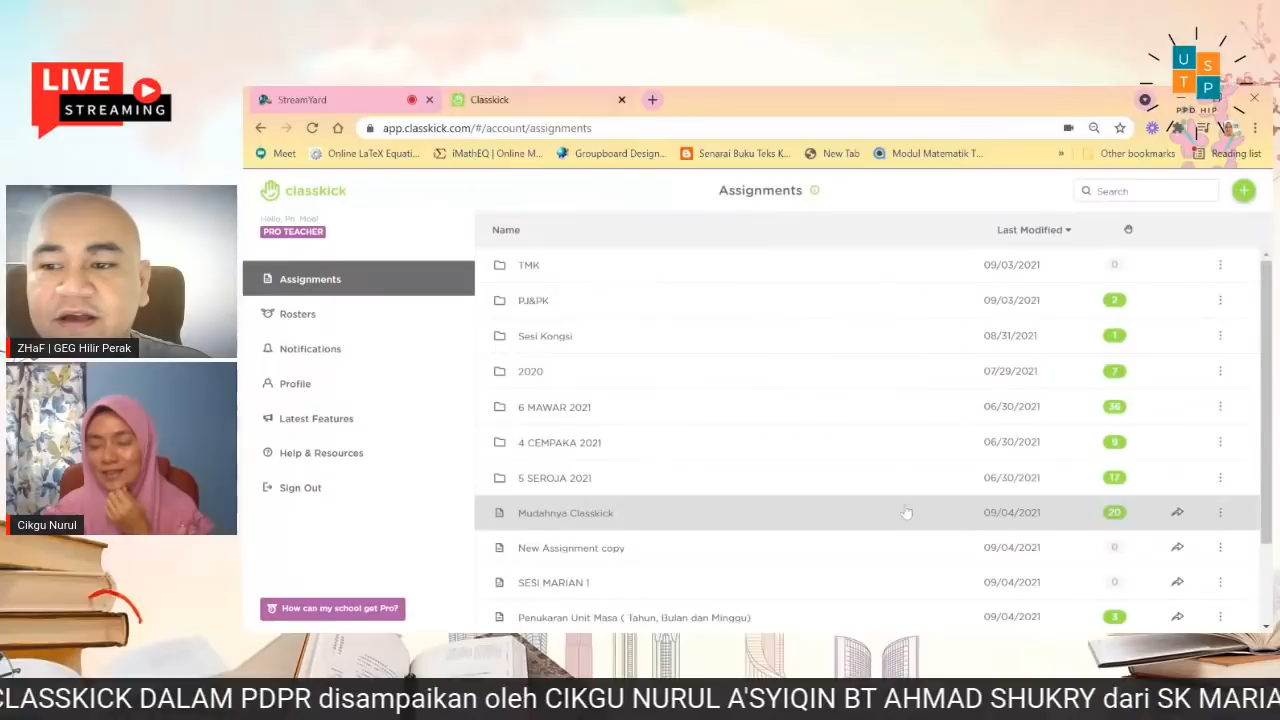 LIVE
STREAMING
U S
T P
PPD HIP
StreamYard
Classkick
app.classkick.com/#/account/assignments
Meet
Online LaTeX Equati...
iMathEQ | Online M...
Groupboard Design...
Senarai Buku Teks K...
New Tab
Modul Matematik T...
»
Other bookmarks
Reading list
classkick
Assignments
Search
Hello, Pn. Moe!
PRO TEACHER
Assignments
Rosters
Notifications
Profile
Latest Features
Help & Resources
Sign Out
How can my school get Pro?
Name Last Modified
TMK 09/03/2021 0
PJ&PK 09/03/2021 2
Sesi Kongsi 08/31/2021 1
2020 07/29/2021 7
6 MAWAR 2021 06/30/2021 36
4 CEMPAKA 2021 06/30/2021 9
5 SEROJA 2021 06/30/2021 17
Mudahnya Classkick 09/04/2021 20
New Assignment copy 09/04/2021 0
SESI MARIAN 1 09/04/2021 0
Penukaran Unit Masa ( Tahun, Bulan dan Minggu) 09/04/2021 3
ZHaF | GEG Hilir Perak
Cikgu Nurul
CLASSKICK DALAM PDPR disampaikan oleh CIKGU NURUL A'SYIQIN BT AHMAD SHUKRY dari SK MARIA